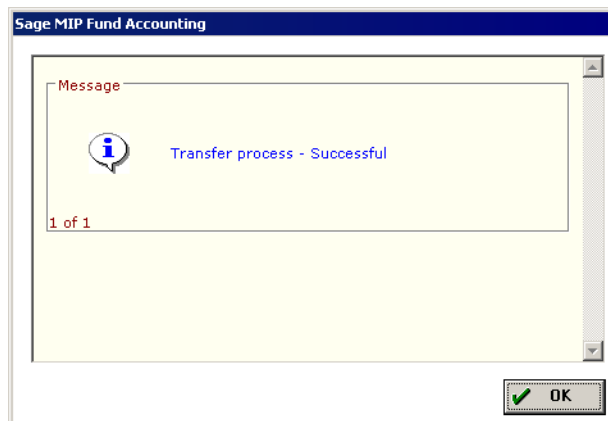 Sage MIP Fund Accounting
Message
Transfer process - Successful
1 of 1
OK